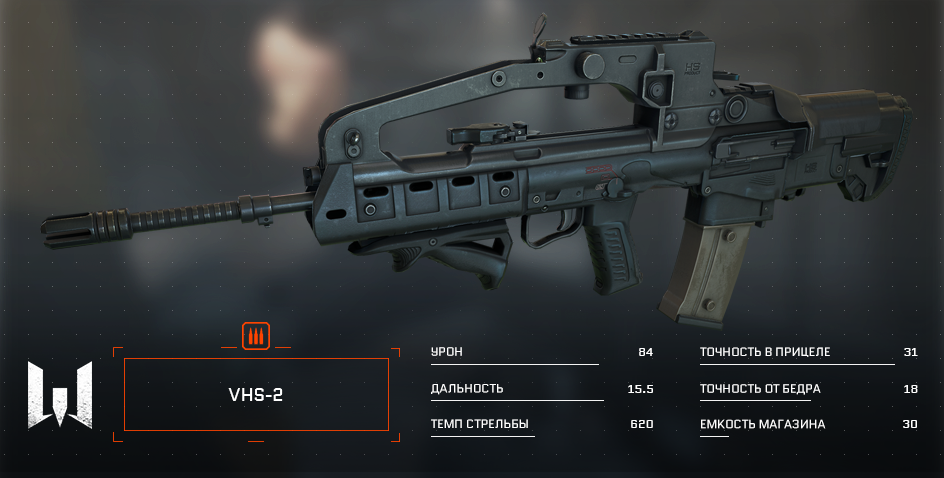 HS
VHS-2
УРОН 84
ДАЛЬНОСТЬ 15.5
ТЕМП СТРЕЛЬБЫ 620
ТОЧНОСТЬ В ПРИЦЕЛЕ 31
ТОЧНОСТЬ ОТ БЕДРА 18
ЕМКОСТЬ МАГАЗИНА 30